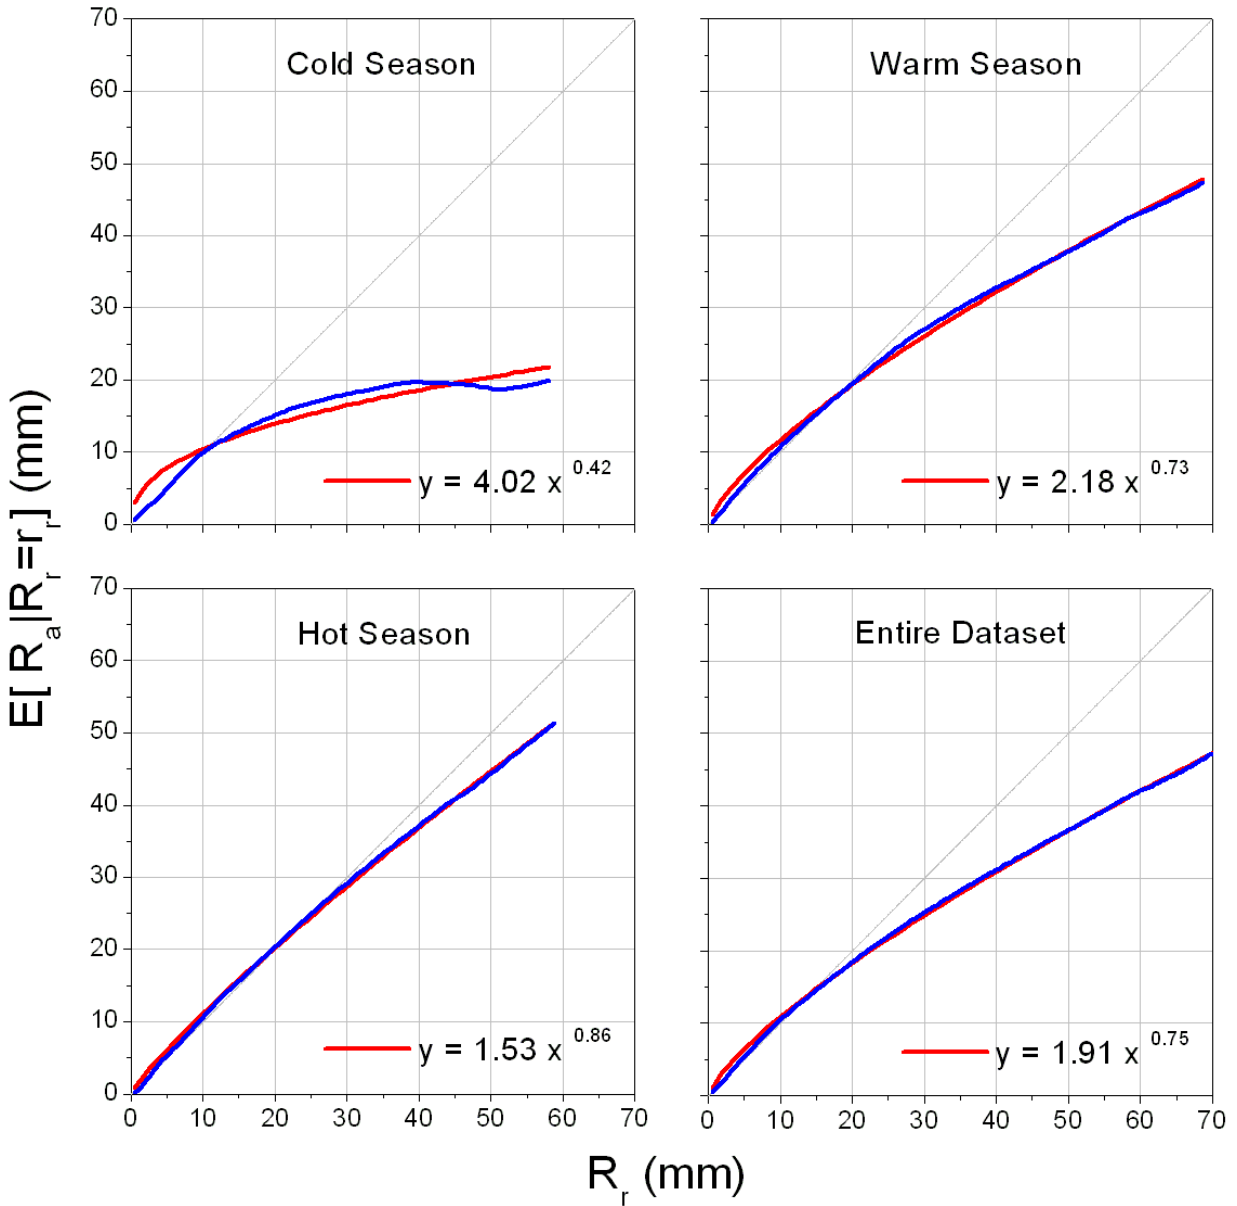 E[ Ra|Rr=rr] (mm)
70
60
50
40
30
20
10
0
Cold Season
y = 4.02 x 0.42
Warm Season
y = 2.18 x 0.73
70
60
50
40
30
20
10
0
Hot Season
y = 1.53 x 0.86
0 10 20 30 40 50 60 70
Entire Dataset
y = 1.91 x 0.75
0 10 20 30 40 50 60 70
Rr (mm)